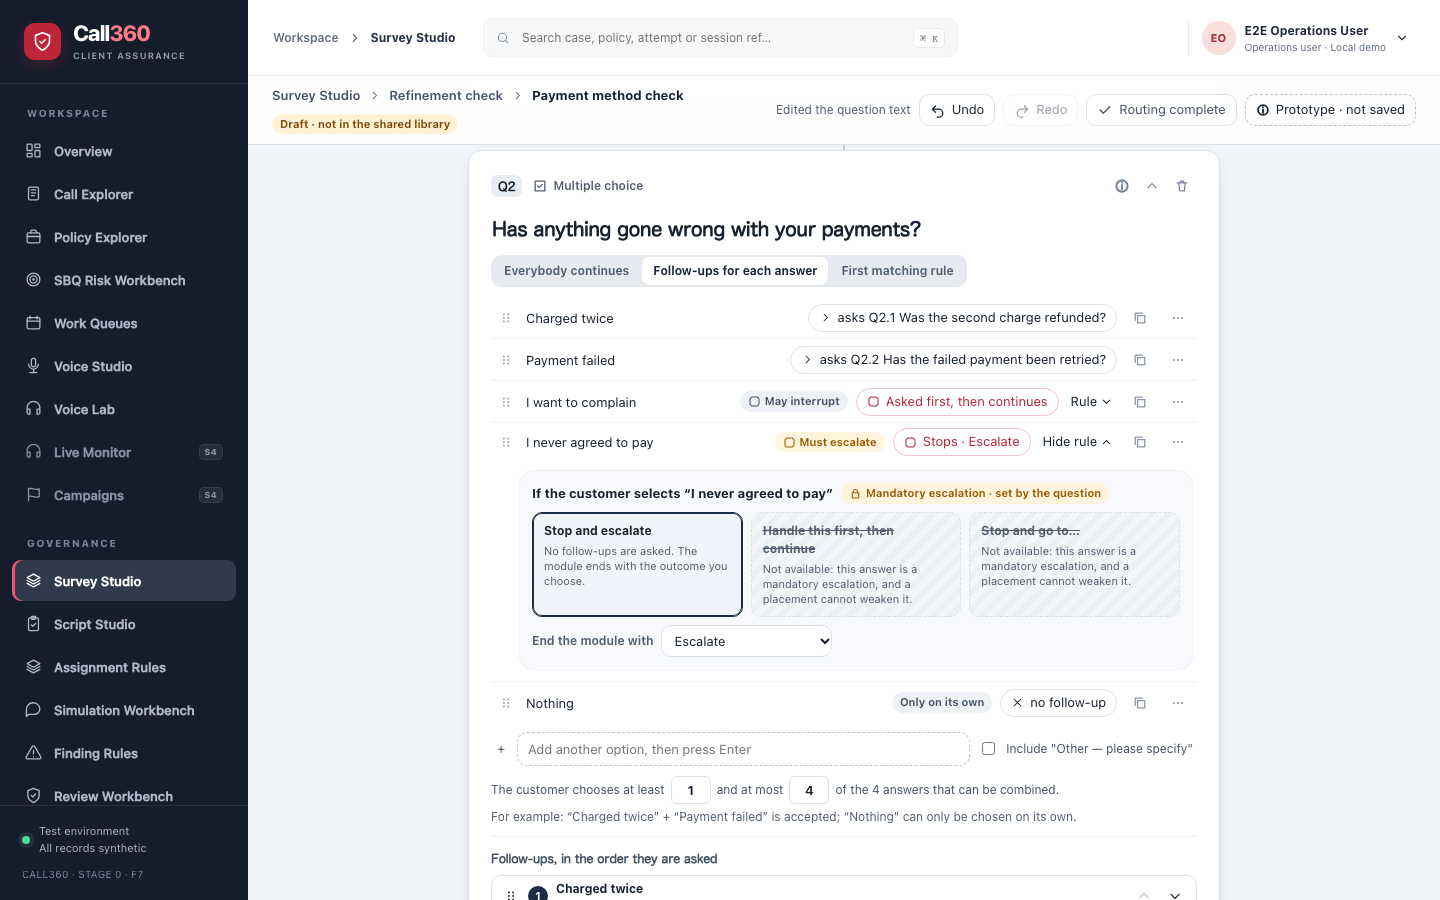 Call360
CLIENT ASSURANCE
WORKSPACE
Overview
Call Explorer
Policy Explorer
SBQ Risk Workbench
Work Queues
Voice Studio
Voice Lab
Live Monitor S4
Campaigns S4
GOVERNANCE
Survey Studio
Script Studio
Assignment Rules
Simulation Workbench
Finding Rules
Review Workbench
Test environment
All records synthetic
CALL360 · STAGE 0 · F7
Workspace > Survey Studio
Search case, policy, attempt or session ref... ⌘ K
EO
E2E Operations User
Operations user · Local demo
Survey Studio > Refinement check > Payment method check
Draft · not in the shared library
Edited the question text
Undo
Redo
Routing complete
Prototype · not saved
Q2 Multiple choice
Has anything gone wrong with your payments?
Everybody continues Follow-ups for each answer First matching rule
Charged twice asks Q2.1 Was the second charge refunded?
Payment failed asks Q2.2 Has the failed payment been retried?
I want to complain May interrupt Asked first, then continues Rule
I never agreed to pay Must escalate Stops · Escalate Hide rule
If the customer selects “I never agreed to pay” Mandatory escalation · set by the question
Stop and escalate
No follow-ups are asked. The
module ends with the outcome you
choose.
Handle this first, then
continue
Not available: this answer is a
mandatory escalation, and a
placement cannot weaken it.
Stop and go to...
Not available: this answer is a
mandatory escalation, and a
placement cannot weaken it.
End the module with Escalate
Nothing Only on its own × no follow-up
+ Add another option, then press Enter Include "Other — please specify"
The customer chooses at least 1 and at most 4 of the 4 answers that can be combined.
For example: “Charged twice” + “Payment failed” is accepted; “Nothing” can only be chosen on its own.
Follow-ups, in the order they are asked
1 Charged twice